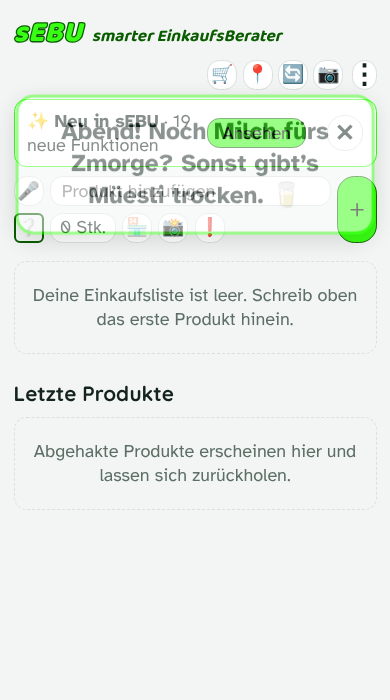 sEBU smarter EinkaufsBerater
✨ Neu in sEBU · 19
neue Funktionen
Ansehen
✕
Abend! Noch Milch fürs
Zmorge? Sonst gibt's
Müesli trocken.
Produkt hinzufügen
+
0 Stk.
Deine Einkaufsliste ist leer. Schreib oben
das erste Produkt hinein.
Letzte Produkte
Abgehakte Produkte erscheinen hier und
lassen sich zurückholen.